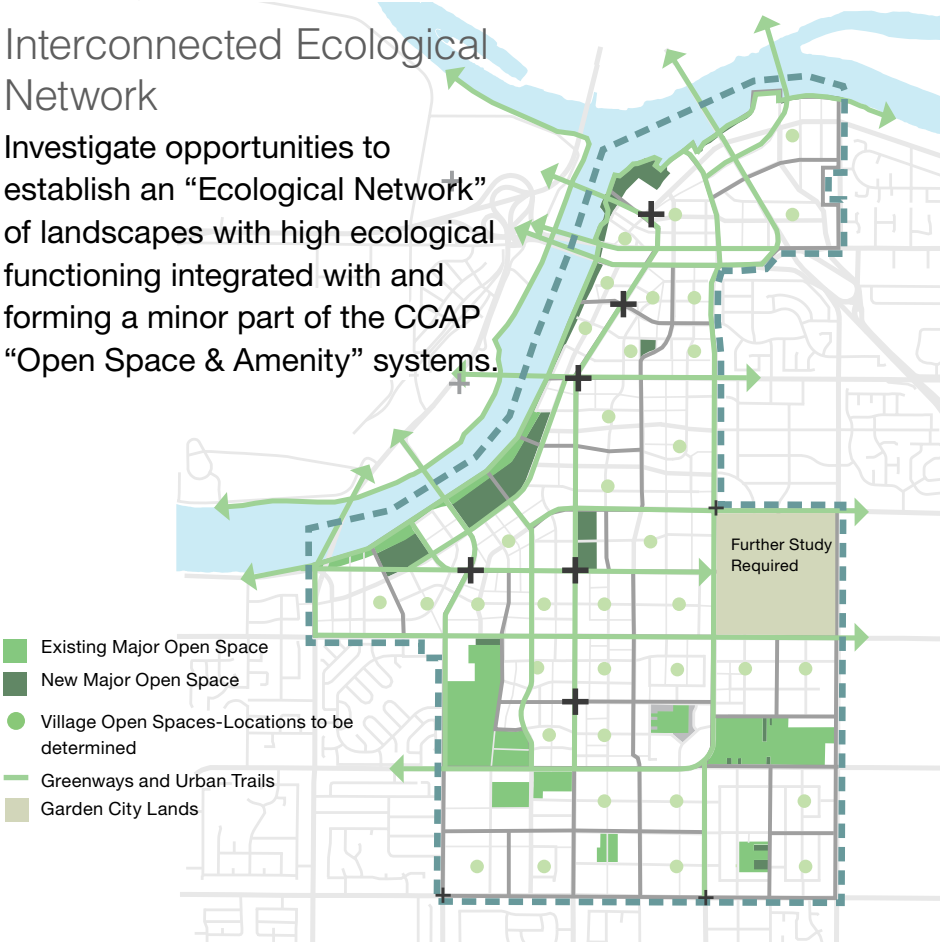 Interconnected Ecological
Network
Investigate opportunities to
establish an “Ecological Network”
of landscapes with high ecological
functioning integrated with and
forming a minor part of the CCAP
“Open Space & Amenity” systems.
Further Study
Required
Existing Major Open Space
New Major Open Space
Village Open Spaces-Locations to be
determined
Greenways and Urban Trails
Garden City Lands